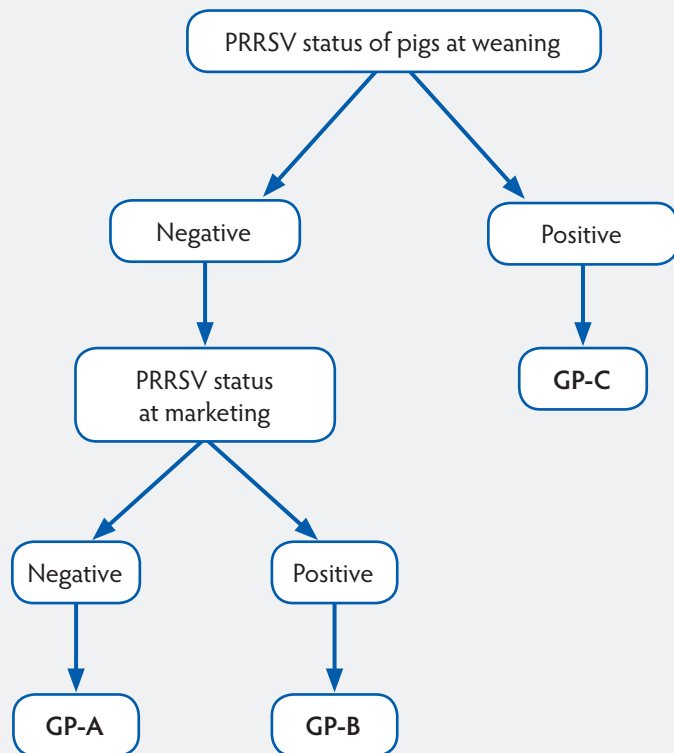 PRRSV status of pigs at weaning
Negative
Positive
PRRSV status
at marketing
GP-C
Negative
Positive
GP-A
GP-B